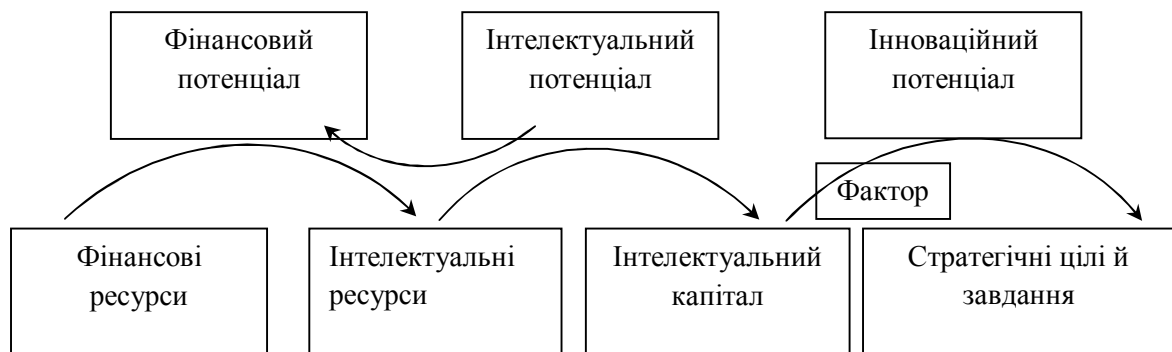 Фінансовий
потенціал
Інтелектуальний
потенціал
Інноваційний
потенціал
Фактор
Фінансові
ресурси
Інтелектуальні
ресурси
Інтелектуальний
капітал
Стратегічні цілі й
завдання